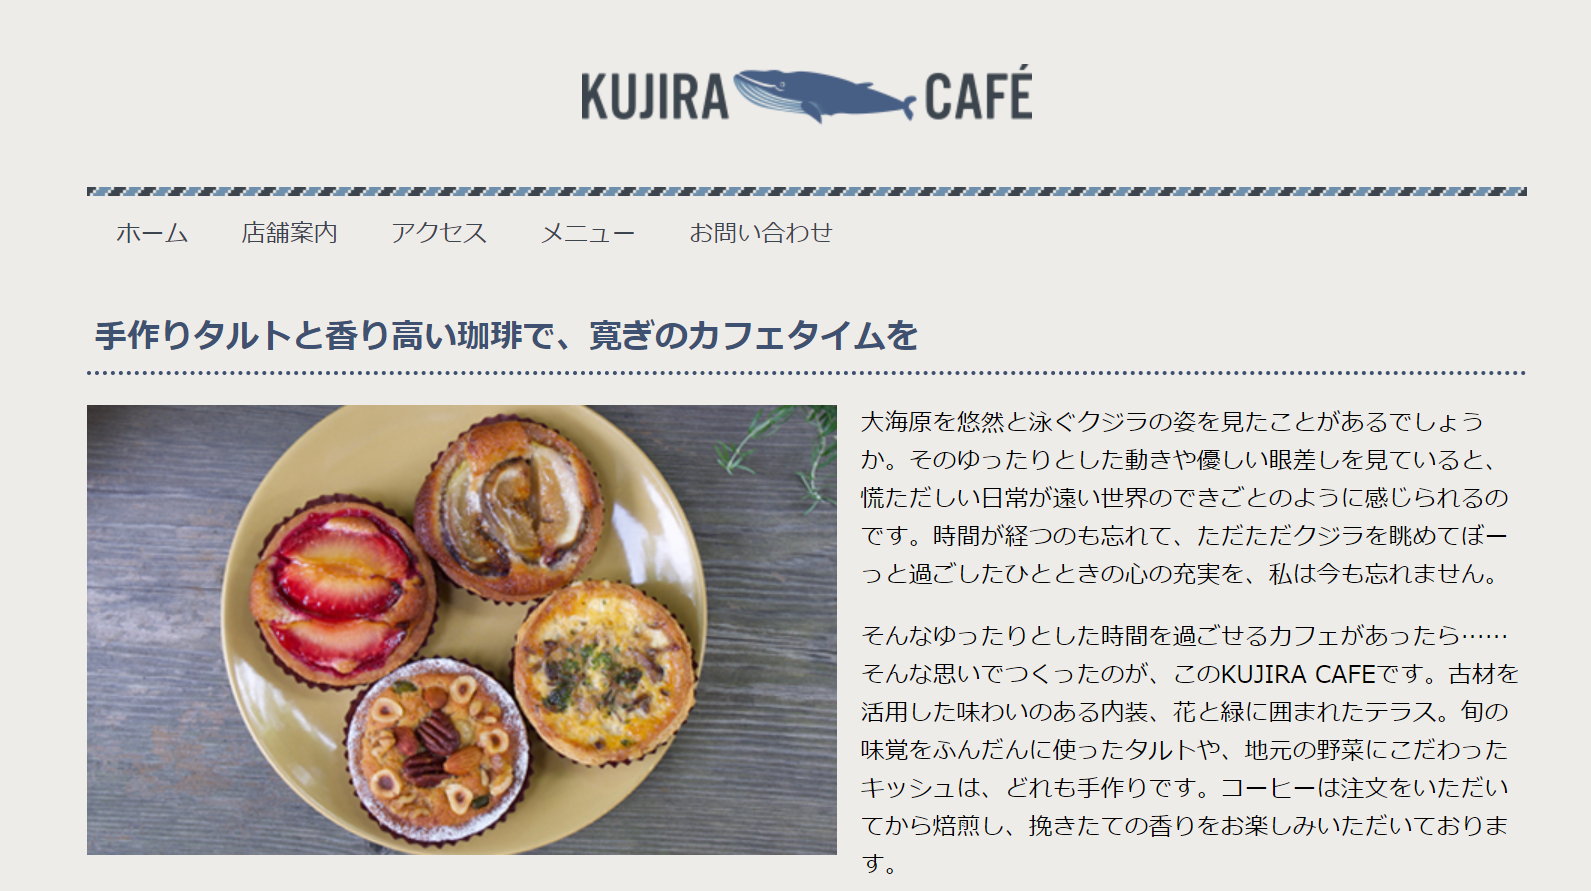 KUJIRA CAFÉ
ホーム 店舗案内 アクセス メニュー お問い合わせ
手作りタルトと香り高い珈琲で、寛ぎのカフェタイムを
大海原を悠然と泳ぐクジラの姿を見たことがあるでしょう
か。そのゆったりとした動きや優しい眼差しを見ていると、
慌ただしい日常が遠い世界のできごとのように感じられるの
です。時間が経つのも忘れて、ただただクジラを眺めてぼー
っと過ごしたひとときの心の充実を、私は今も忘れません。
そんなゆったりとした時間を過ごせるカフェがあったら……
そんな思いでつくったのが、このKUJIRA CAFEです。古材を
活用した味わいのある内装、花と緑に囲まれたテラス。旬の
味覚をふんだんに使ったタルトや、地元の野菜にこだわった
キッシュは、どれも手作りです。コーヒーは注文をいただい
てから焙煎し、挽きたての香りをお楽しみいただいておりま
す。